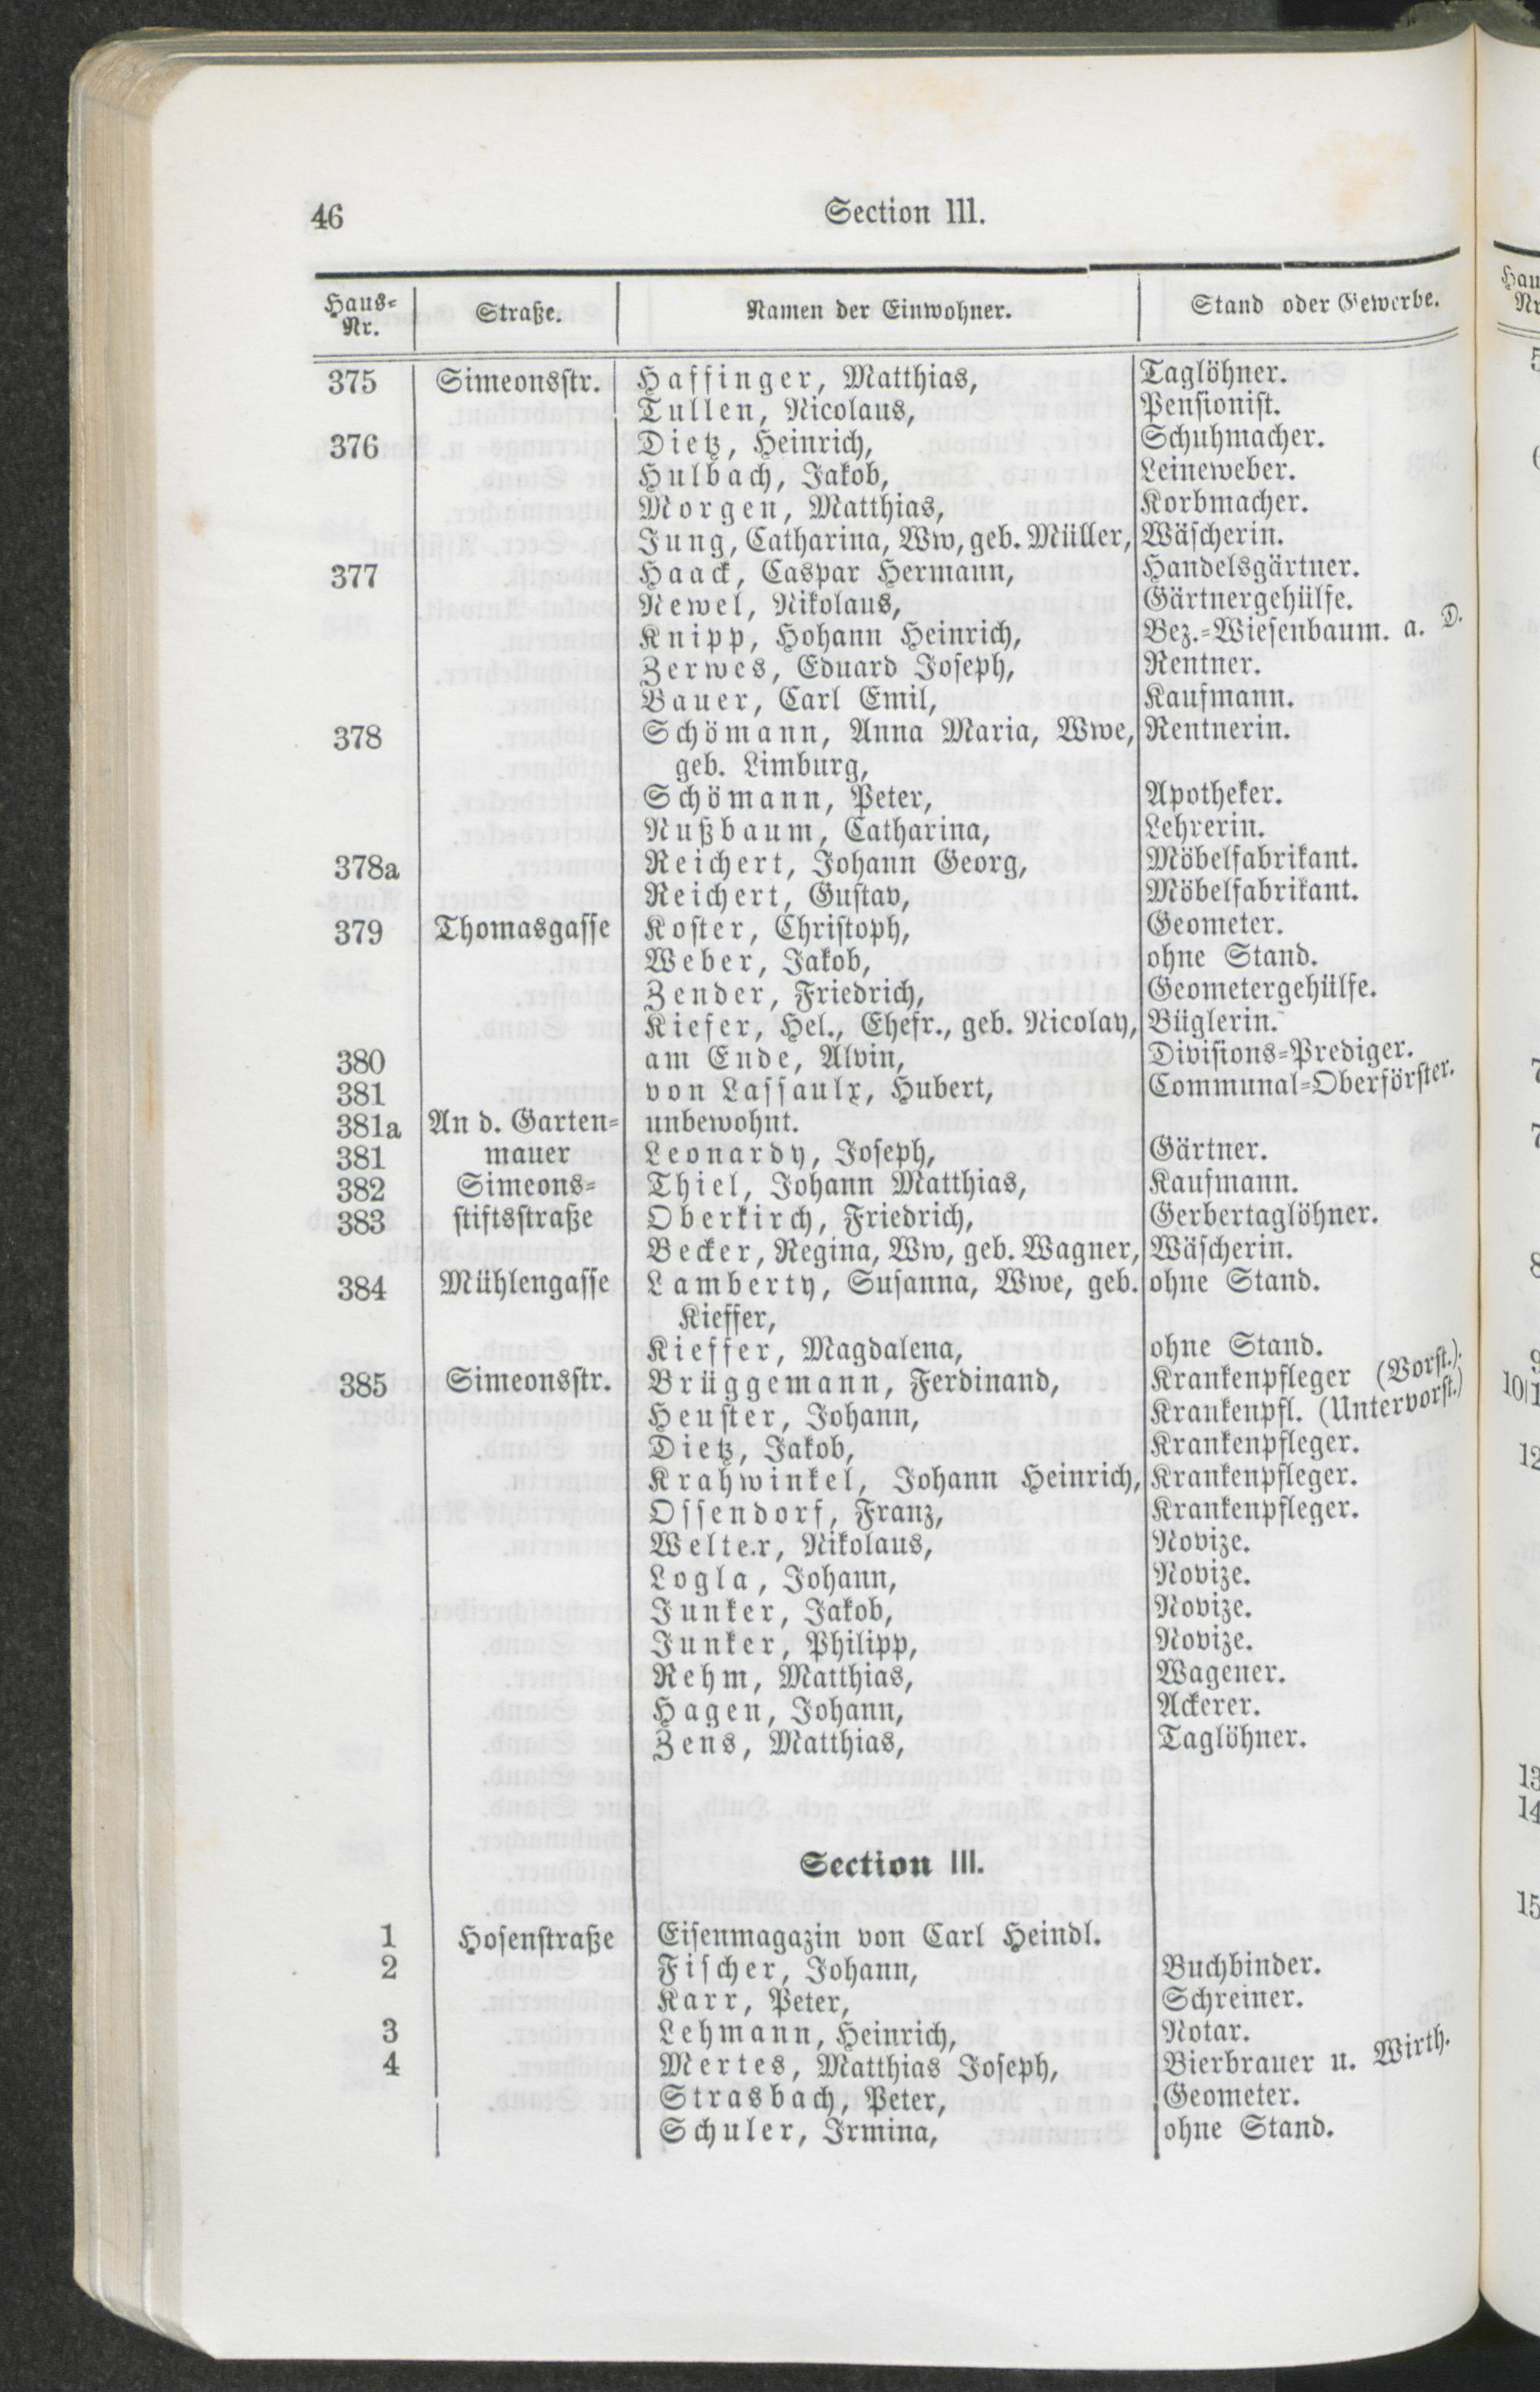 46 Section III.
Haus- Nr. Straße. Namen der Einwohner. Stand oder Gewerbe.
375 Simeonsstr. Haffinger, Matthias, Taglöhner.
Tullen, Nicolaus, Pensionist.
376 Dietz, Heinrich, Schuhmacher.
Hulbach, Jakob, Leineweber.
Morgen, Matthias, Korbmacher.
Jung, Catharina, Ww, geb. Müller, Wäscherin.
377 Haack, Caspar Hermann, Handelsgärtner.
Newel, Nikolaus, Gärtnergehülfe.
Knipp, Hohann Heinrich, Bez.-Wiesenbaum. a. D.
Zerwes, Eduard Joseph, Rentner.
Bauer, Carl Emil, Kaufmann.
378 Schömann, Anna Maria, Wwe, Rentnerin.
geb. Limburg,
Schömann, Peter, Apotheker.
Nußbaum, Catharina, Lehrerin.
378a Reichert, Johann Georg, Möbelfabrikant.
Reichert, Gustav, Möbelfabrikant.
379 Thomasgasse Koster, Christoph, Geometer.
Weber, Jakob, ohne Stand.
Zender, Friedrich, Geometergehülfe.
Kiefer, Hel., Ehefr., geb. Nicolay, Büglerin.
380 am Ende, Alvin, Divisions-Prediger.
381 von Lassaulx, Hubert, Communal-Oberförster.
381a An d. Garten- unbewohnt.
381 mauer Leonardy, Joseph, Gärtner.
382 Simeons- Thiel, Johann Matthias, Kaufmann.
383 stiftsstraße Oberkirch, Friedrich, Gerbertaglöhner.
Becker, Regina, Ww, geb. Wagner, Wäscherin.
384 Mühlengasse Lamberty, Susanna, Wwe, geb. ohne Stand.
Kieffer,
Kieffer, Magdalena, ohne Stand.
385 Simeonsstr. Brüggemann, Ferdinand, Krankenpfleger (Vorst.).
Heuster, Johann, Krankenpfl. (Untervorst.)
Dietz, Jakob, Krankenpfleger.
Krahwinkel, Johann Heinrich, Krankenpfleger.
Ossendorf, Franz, Krankenpfleger.
Welter, Nikolaus, Novize.
Logla, Johann, Novize.
Junker, Jakob, Novize.
Junker, Philipp, Novize.
Rehm, Matthias, Wagener.
Hagen, Johann, Ackerer.
Zens, Matthias, Taglöhner.
Section III.
1 Hosenstraße Eisenmagazin von Carl Heindl.
2 Fischer, Johann, Buchbinder.
Karr, Peter, Schreiner.
3 Lehmann, Heinrich, Notar.
4 Mertes, Matthias Joseph, Bierbrauer u. Wirth.
Strasbach, Peter, Geometer.
Schuler, Irmina, ohne Stand.